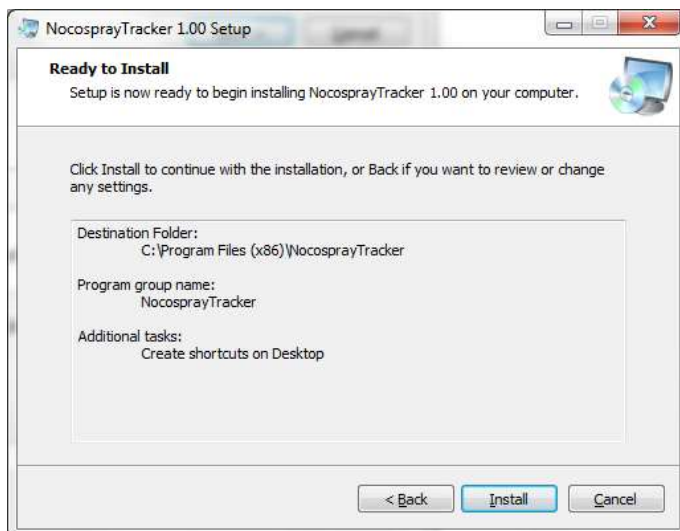 NocosprayTracker 1.00 Setup
Ready to Install
Setup is now ready to begin installing NocosprayTracker 1.00 on your computer.
Click Install to continue with the installation, or Back if you want to review or change
any settings.
Destination Folder:
C:\Program Files (x86)\NocosprayTracker
Program group name:
NocosprayTracker
Additional tasks:
Create shortcuts on Desktop
< Back
Install
Cancel